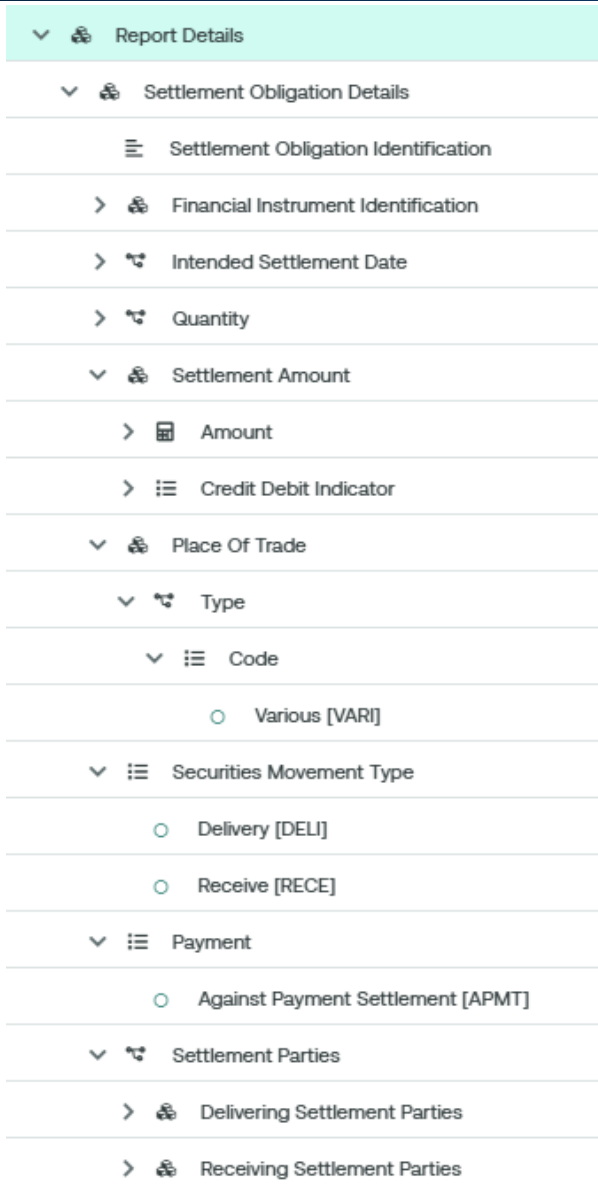 Report Details
Settlement Obligation Details
Settlement Obligation Identification
Financial Instrument Identification
Intended Settlement Date
Quantity
Settlement Amount
Amount
Credit Debit Indicator
Place Of Trade
Type
Code
Various [VARI]
Securities Movement Type
Delivery [DELI]
Receive [RECE]
Payment
Against Payment Settlement [APMT]
Settlement Parties
Delivering Settlement Parties
Receiving Settlement Parties